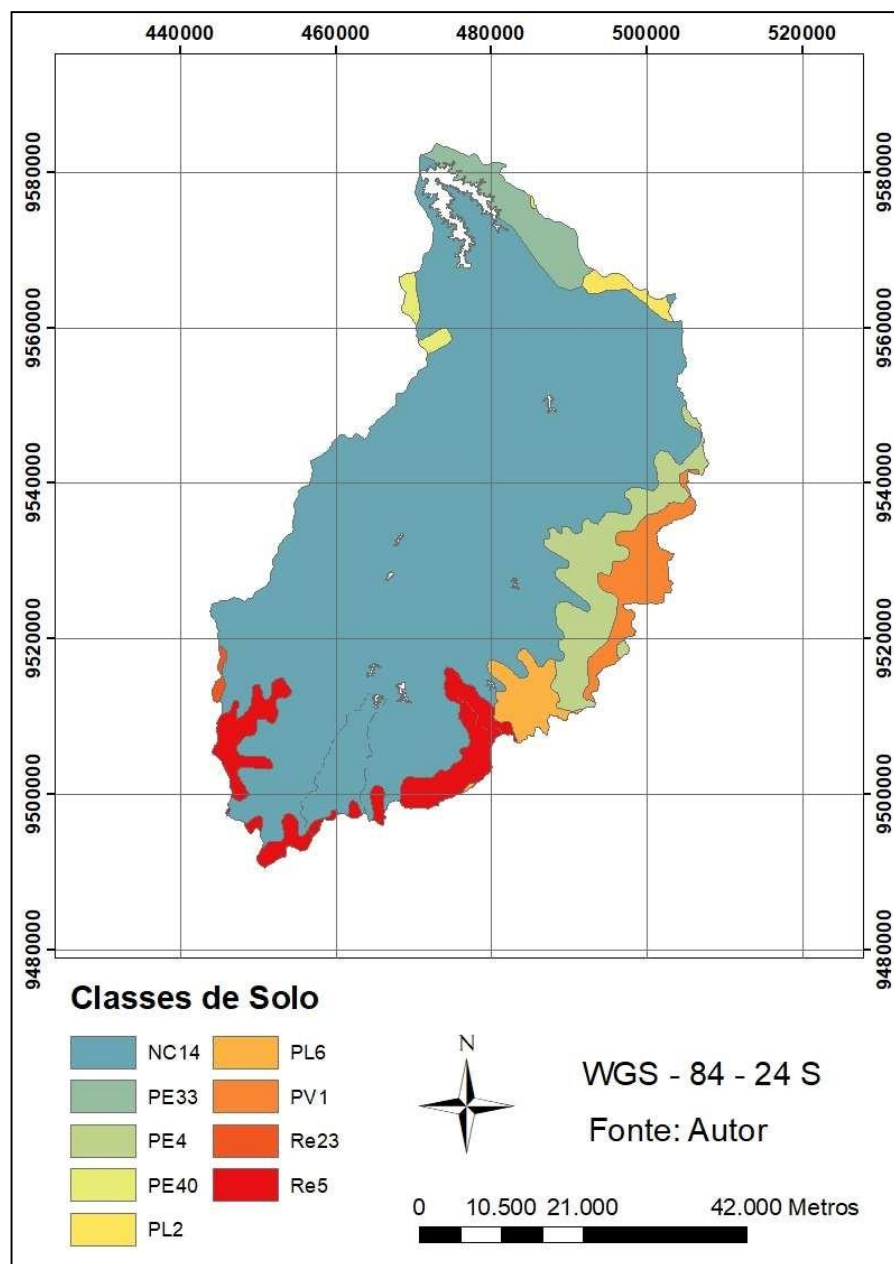 440000 460000 480000 500000 520000
9580000 9580000
9560000 9560000
9540000 9540000
9520000 9520000
9500000 9500000
9480000 9480000
Classes de Solo
NC14 PL6
PE33 PV1
PE4 Re23
PE40 Re5
PL2
N
WGS - 84 - 24 S
Fonte: Autor
0 10.500 21.000 42.000 Metros